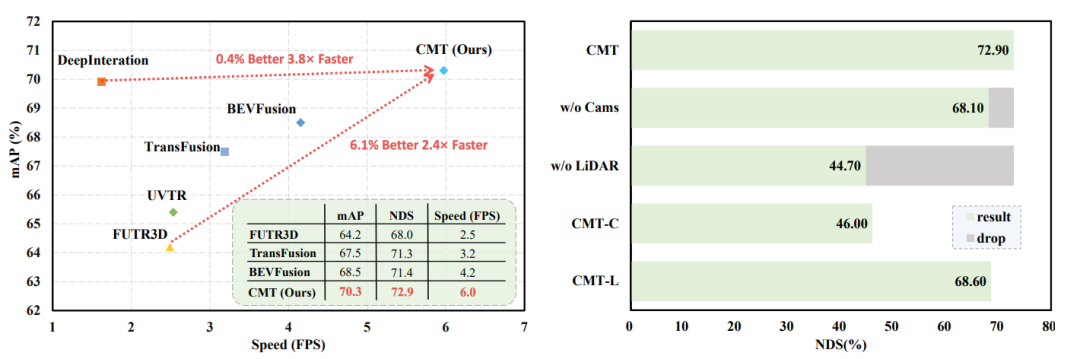 72
71
70
69
68
67
66
65
64
63
62
mAP (%)
1
2
3
4
5
6
7
Speed (FPS)
DeepInteration
CMT (Ours)
0.4% Better 3.8× Faster
BEVFusion
TransFusion
6.1% Better 2.4× Faster
UVTR
FUTR3D
mAP NDS Speed (FPS)
FUTR3D 64.2 68.0 2.5
TransFusion 67.5 71.3 3.2
BEVFusion 68.5 71.4 4.2
CMT (Ours) 70.3 72.9 6.0
CMT 72.90
w/o Cams 68.10
w/o LiDAR 44.70
CMT-C 46.00
CMT-L 68.60
result
drop
0 10 20 30 40 50 60 70 80
NDS(%)